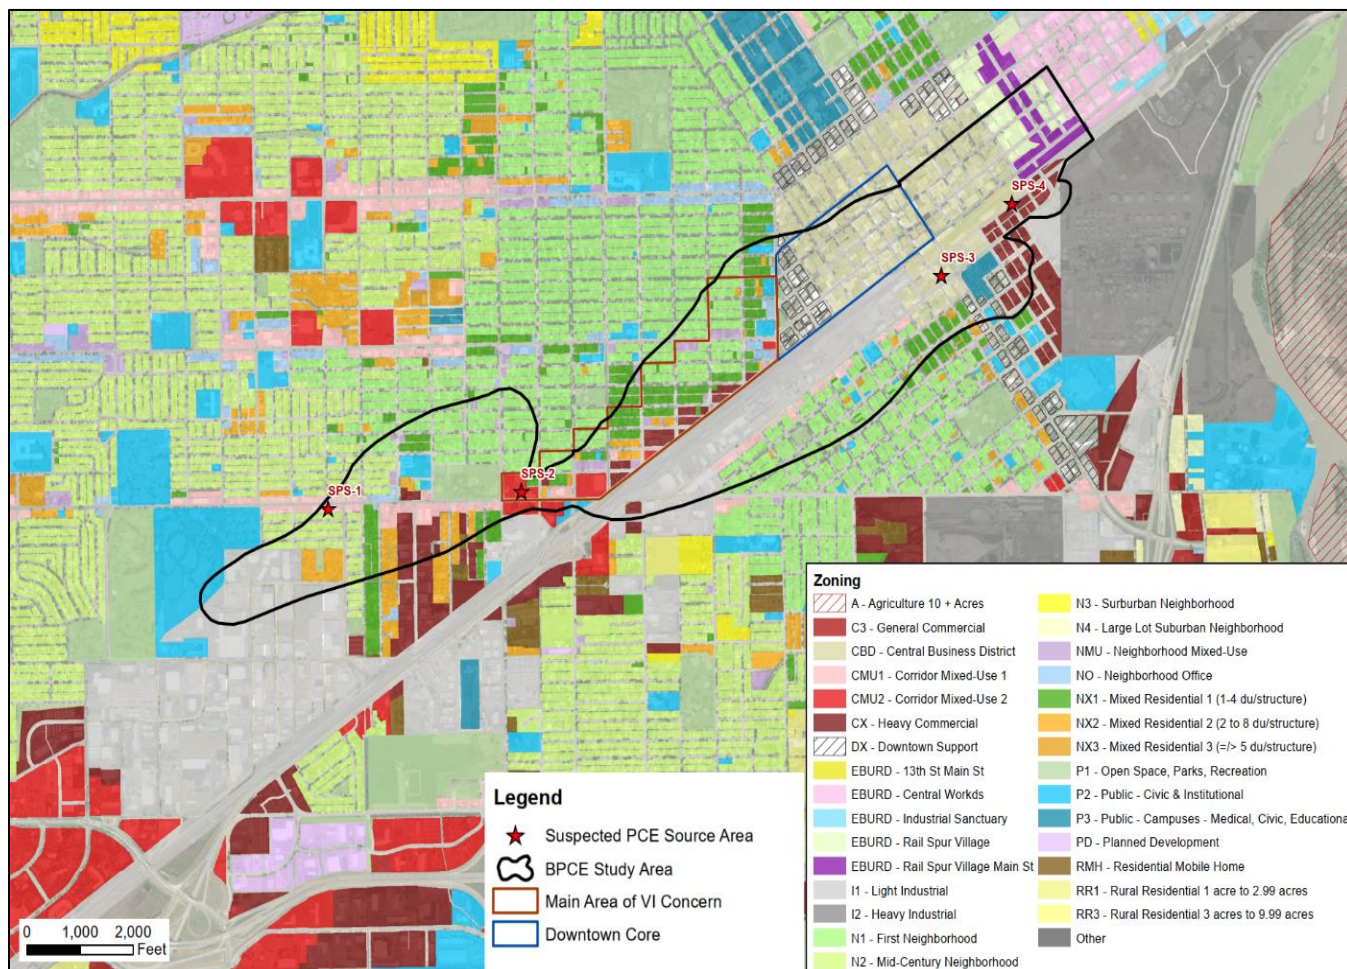 SPS-4
SPS-3
SPS-2
SPS-1
Zoning
A - Agriculture 10 + Acres
C3 - General Commercial
CBD - Central Business District
CMU1 - Corridor Mixed-Use 1
CMU2 - Corridor Mixed-Use 2
CX - Heavy Commercial
DX - Downtown Support
EBURD - 13th St Main St
EBURD - Central Workds
EBURD - Industrial Sanctuary
EBURD - Rail Spur Village
EBURD - Rail Spur Village Main St
I1 - Light Industrial
I2 - Heavy Industrial
N1 - First Neighborhood
N2 - Mid-Century Neighborhood
N3 - Suburban Neighborhood
N4 - Large Lot Suburban Neighborhood
NMU - Neighborhood Mixed-Use
NO - Neighborhood Office
NX1 - Mixed Residential 1 (1-4 du/structure)
NX2 - Mixed Residential 2 (2 to 8 du/structure)
NX3 - Mixed Residential 3 (=/> 5 du/structure)
P1 - Open Space, Parks, Recreation
P2 - Public - Civic & Institutional
P3 - Public - Campuses - Medical, Civic, Educationa
PD - Planned Development
RMH - Residential Mobile Home
RR1 - Rural Residential 1 acre to 2.99 acres
RR3 - Rural Residential 3 acres to 9.99 acres
Other
Legend
Suspected PCE Source Area
BPCE Study Area
Main Area of VI Concern
Downtown Core
0 1,000 2,000
Feet